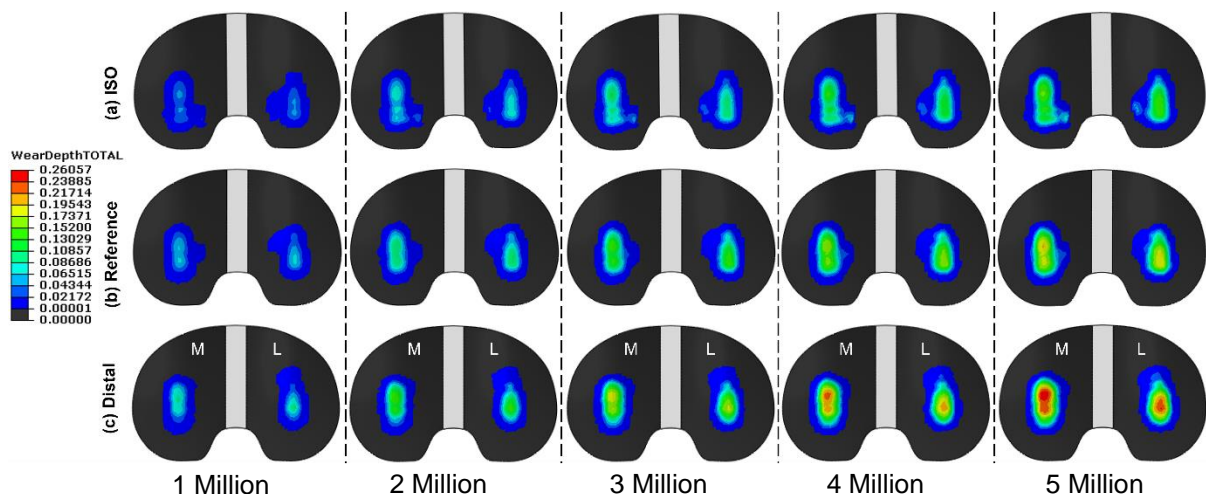 (a) ISO
WearDepthTOTAL
0.26057
0.23885
0.21714
0.19543
0.17371
0.15200
0.13029
0.10857
0.08686
0.06515
0.04344
0.02172
0.00001
0.00000
(b) Reference
(c) Distal
M L M L M L M L M L
1 Million 2 Million 3 Million 4 Million 5 Million